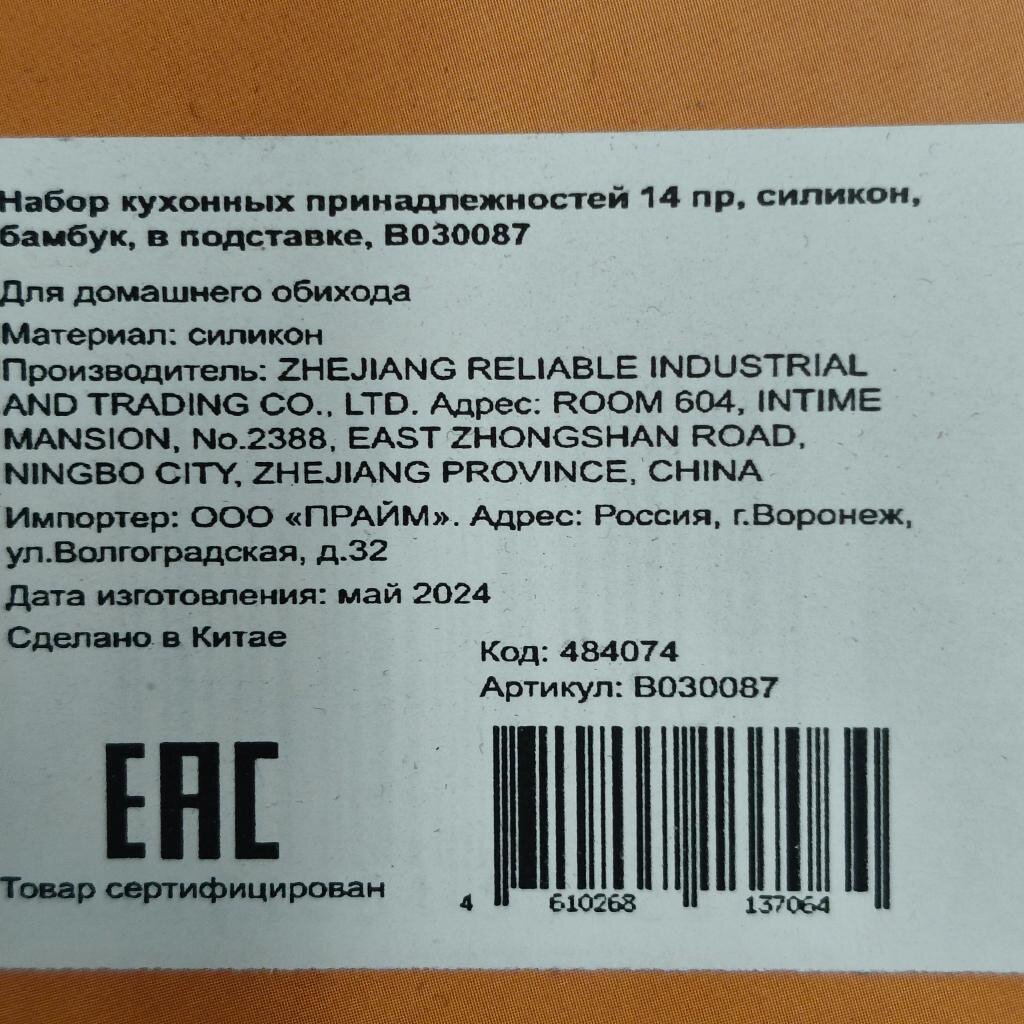 Набор кухонных принадлежностей 14 пр, силикон,
бамбук, в подставке, B030087
Для домашнего обихода
Материал: силикон
Производитель: ZHEJIANG RELIABLE INDUSTRIAL
AND TRADING CO., LTD. Адрес: ROOM 604, INTIME
MANSION, No.2388, EAST ZHONGSHAN ROAD,
NINGBO CITY, ZHEJIANG PROVINCE, CHINA
Импортер: ООО «ПРАЙМ». Адрес: Россия, г.Воронеж,
ул.Волгоградская, д.32
Дата изготовления: май 2024
Сделано в Китае
Код: 484074
Артикул: B030087
EAC
Товар сертифицирован
4 610268 137064